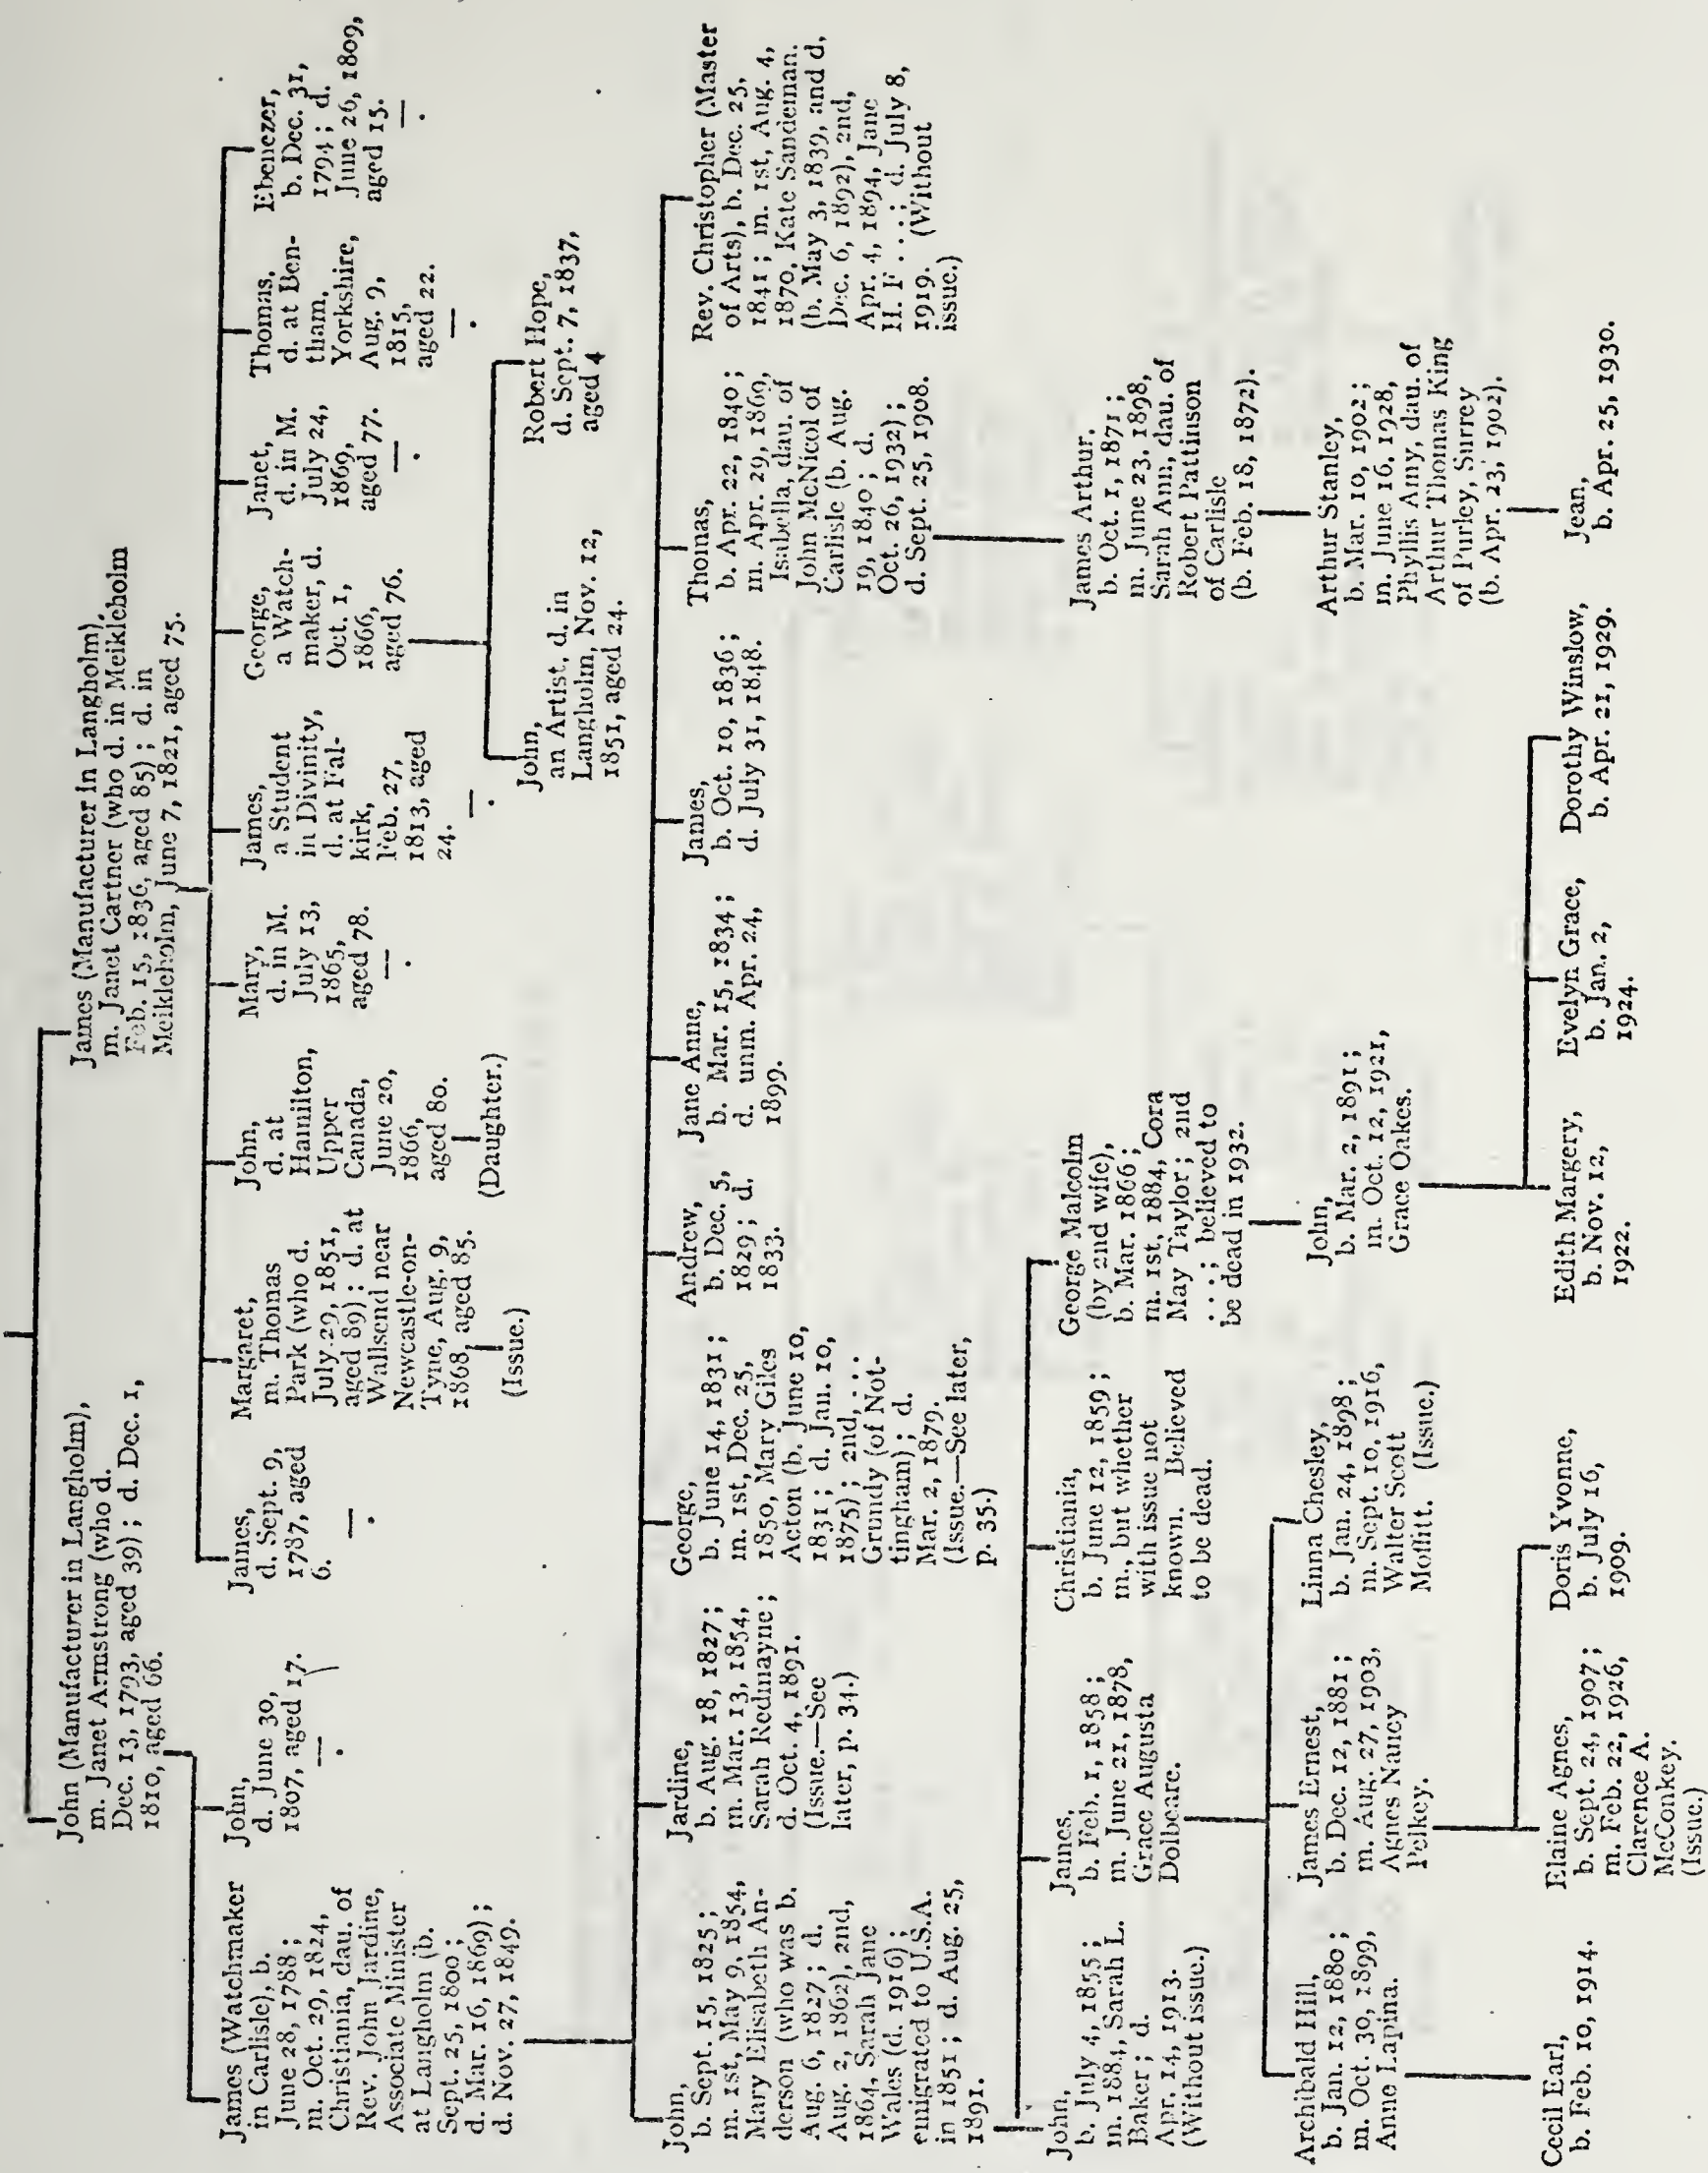 John (Manufacturer in Langholm),
m. Janet Armstrong (who d.
Dec. 13, 1793, aged 39); d. Dec. 1,
1810, aged 66.
James (Manufacturer in Langholm),
m. Janet Cartner (who d. in Meikleholm
Feb. 15, 1836, aged 85); d. in
Meikleholm, June 7, 1821, aged 75.
James (Watchmaker
in Carlisle), b.
June 28, 1788;
m. Oct. 29, 1824,
Christiania, dau. of
Rev. John Jardine,
Associate Minister
at Langholm (b.
Sept. 25, 1800;
d. Mar. 16, 1869);
d. Nov. 27, 1849.
John,
d. June 30,
1807, aged 17.
James,
d. Sept. 9,
1787, aged
6.
Margaret,
m. Thomas
Park (who d.
July 29, 1851,
aged 89); d. at
Wallsend near
Newcastle-on-
Tyne, Aug. 9,
1868, aged 85.
(Issue.)
John,
d. at
Hamilton,
Upper
Canada,
June 20,
1866,
aged 80.
(Daughter.)
Mary,
d. in M.
July 13,
1865,
aged 78.
James,
a Student
in Divinity,
d. at Fal-
kirk,
Feb. 27,
1813, aged
24.
George,
a Watch-
maker, d.
Oct. 1,
1866,
aged 76.
Janet,
d. in M.
July 24,
1869,
aged 77.
Thomas,
d. at Ben-
tham,
Yorkshire,
Aug. 9,
1815,
aged 22.
Ebenezer,
b. Dec. 31,
1794; d.
June 26, 1809,
aged 15.
John,
an Artist, d. in
Langholm, Nov. 12,
1851, aged 24.
Robert Hope,
d. Sept. 7, 1837,
aged 4
John,
b. Sept. 15, 1825;
m. 1st, May 9, 1854,
Mary Elisabeth An-
derson (who was b.
Aug. 6, 1827; d.
Aug. 2, 1862), 2nd,
1864, Sarah Jane
Wales (d. 1916);
emigrated to U.S.A.
in 1851; d. Aug. 25,
1891.
Jardine,
b. Aug. 18, 1827;
m. Mar. 13, 1854,
Sarah Redmayne;
d. Oct. 4, 1891.
(Issue.—See
later, p. 34.)
George,
b. June 14, 1831;
m. 1st, Dec. 25,
1850, Mary Giles
Acton (b. June 10,
1831; d. Jan. 10,
1875); 2nd, . . .
Grundy (of Not-
tingham); d.
Mar. 2, 1879.
(Issue.—See later,
p. 35.)
Andrew,
b. Dec. 5,
1829; d.
1833.
Jane Anne,
b. Mar. 15, 1834;
d. unm. Apr. 24,
1899.
James,
b. Oct. 10, 1836;
d. July 31, 1848.
Thomas,
b. Apr. 22, 1840;
m. Apr. 29, 1869,
Isabella, dau. of
John McNicol of
Carlisle (b. Aug.
19, 1840; d.
Oct. 26, 1932);
d. Sept. 25, 1908.
Rev. Christopher (Master
of Arts), b. Dec. 25,
1841; m. 1st, Aug. 4,
1870, Kate Sandeman.
(b. May 3, 1839, and d,
Dec. 6, 1892), 2nd,
Apr. 4, 1894, Jane
H. F . . .; d. July 8,
1919. (Without
issue.)
John,
b. July 4, 1855;
m. 1884, Sarah L.
Baker; d.
Apr. 14, 1913.
(Without issue.)
James,
b. Feb. 1, 1858;
m. June 21, 1878,
Grace Augusta
Dolbeare.
Christiania,
b. June 12, 1859;
m., but whether
with issue not
known. Believed
to be dead.
George Malcolm
(by 2nd wife),
b. Mar. 1866;
m. 1st, 1884, Cora
May Taylor; 2nd
. . .; believed to
be dead in 1932.
James Arthur.
b. Oct. 1, 1871;
m. June 23, 1898,
Sarah Ann, dau. of
Robert Pattinson
of Carlisle
(b. Feb. 18, 1872).
Archibald Hill,
b. Jan. 12, 1880;
m. Oct. 30, 1899,
Anne Lapina.
James Ernest,
b. Dec. 12, 1881;
m. Aug. 27, 1903,
Agnes Nancy
Pelkey.
Linna Chesley,
b. Jan. 24, 1898;
m. Sept. 10, 1916,
Walter Scott
Moffitt. (Issue.)
John,
b. Mar. 2, 1891;
m. Oct. 12, 1921,
Grace Oakes.
Arthur Stanley,
b. Mar. 10, 1902;
m. June 16, 1928,
Phyllis Amy, dau. of
Arthur Thomas King
of Purley, Surrey
(b. Apr. 23, 1902).
Cecil Earl,
b. Feb. 10, 1914.
Elaine Agnes,
b. Sept. 24, 1907;
m. Feb. 22, 1926,
Clarence A.
McConkey.
(Issue.)
Doris Yvonne,
b. July 16,
1909.
Edith Margery,
b. Nov. 12,
1922.
Evelyn Grace,
b. Jan. 2,
1924.
Dorothy Winslow,
b. Apr. 21, 1929.
Jean,
b. Apr. 25, 1930.